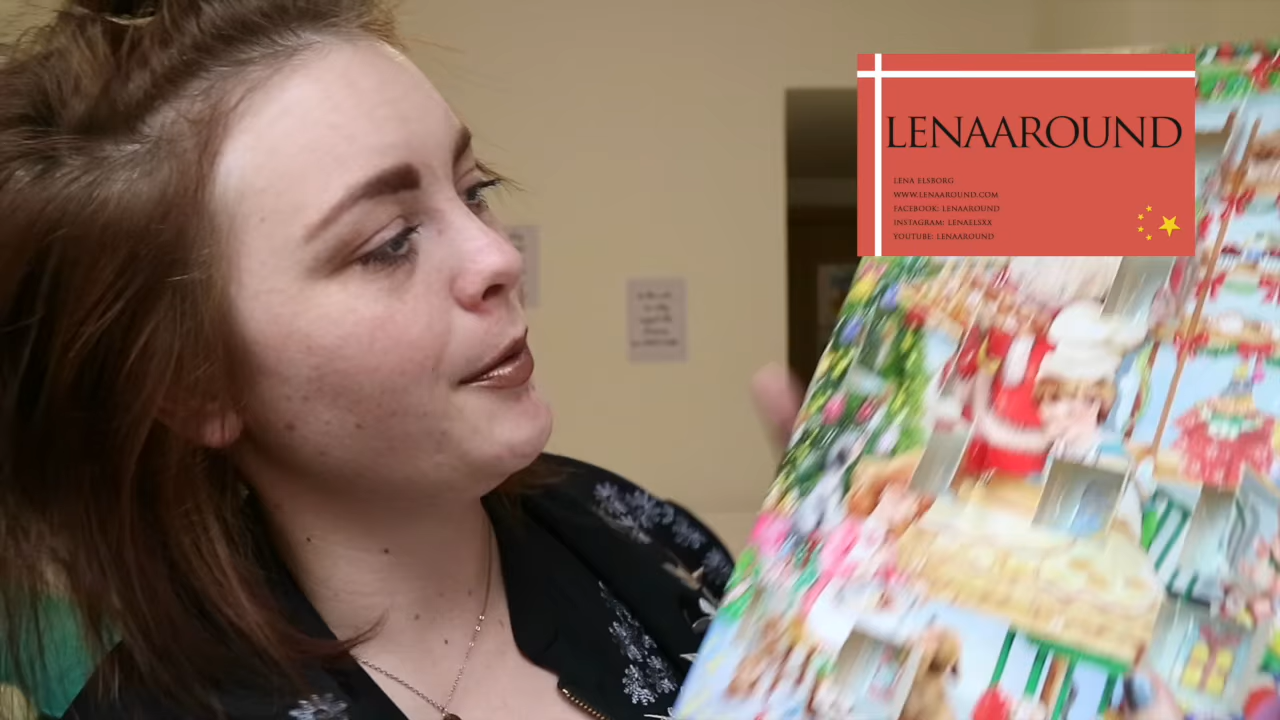 LENAAROUND
LENA ELSBORG
WWW.LENAAROUND.COM
FACEBOOK: LENAAROUND
INSTAGRAM: LENAELSXX
YOUTUBE: LENAAROUND